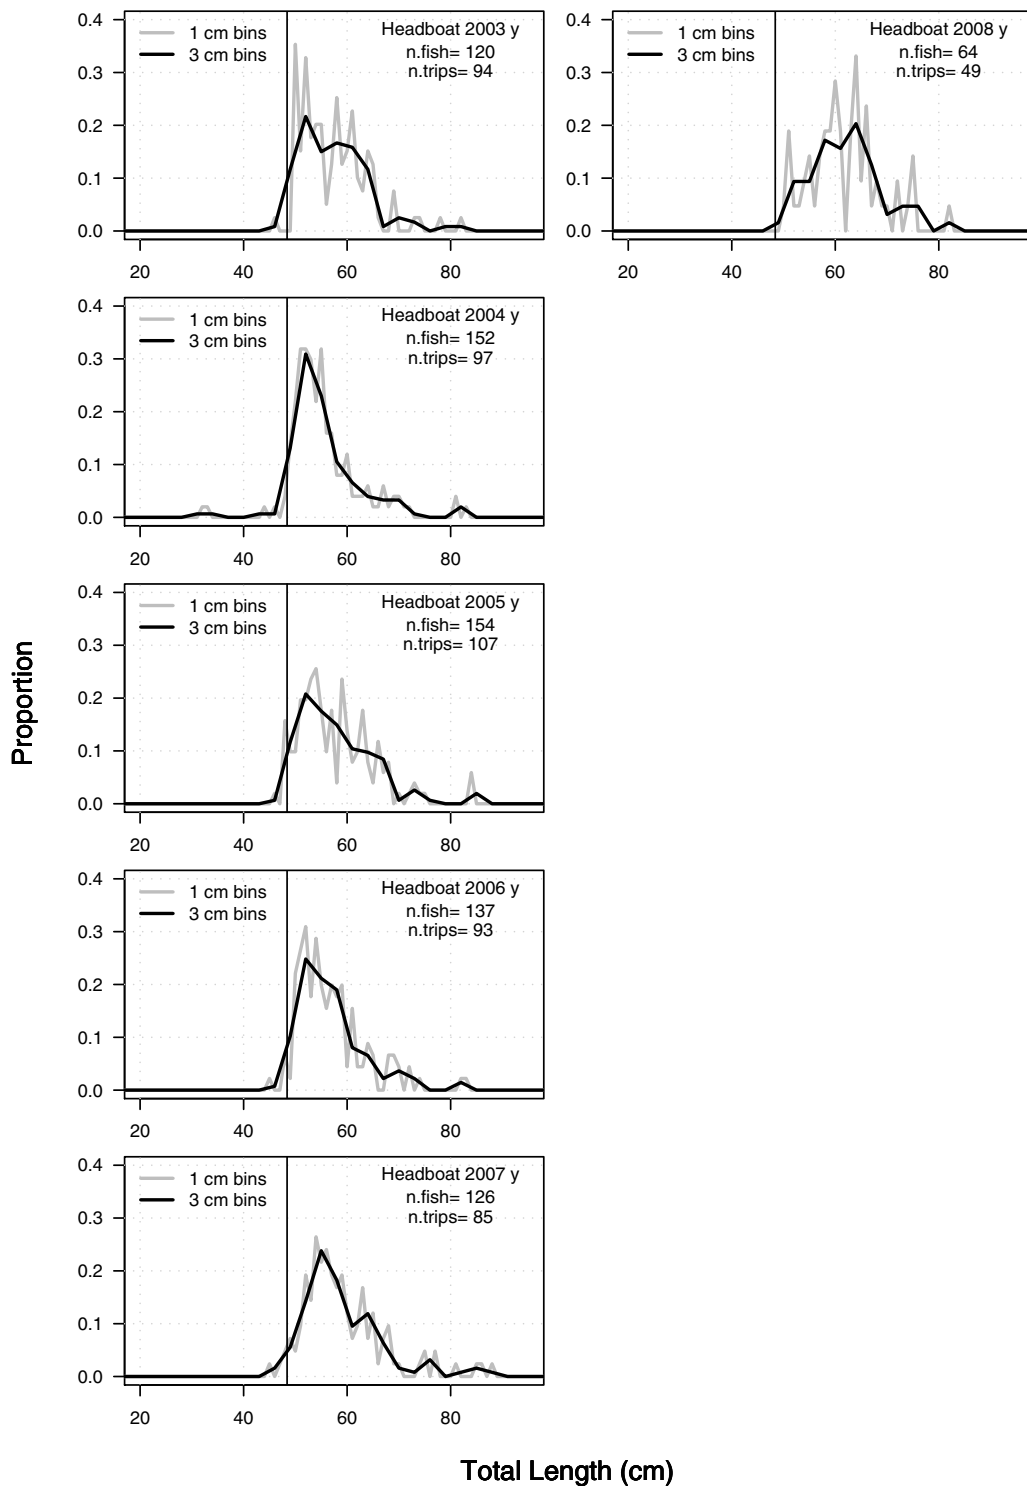 Proportion
0.4
0.3
0.2
0.1
0.0
1 cm bins
3 cm bins
Headboat 2003 y
n.fish= 120
n.trips= 94
20 40 60 80
0.4
0.3
0.2
0.1
0.0
1 cm bins
3 cm bins
Headboat 2008 y
n.fish= 64
n.trips= 49
20 40 60 80
0.4
0.3
0.2
0.1
0.0
1 cm bins
3 cm bins
Headboat 2004 y
n.fish= 152
n.trips= 97
20 40 60 80
0.4
0.3
0.2
0.1
0.0
1 cm bins
3 cm bins
Headboat 2005 y
n.fish= 154
n.trips= 107
20 40 60 80
0.4
0.3
0.2
0.1
0.0
1 cm bins
3 cm bins
Headboat 2006 y
n.fish= 137
n.trips= 93
20 40 60 80
0.4
0.3
0.2
0.1
0.0
1 cm bins
3 cm bins
Headboat 2007 y
n.fish= 126
n.trips= 85
20 40 60 80
Total Length (cm)